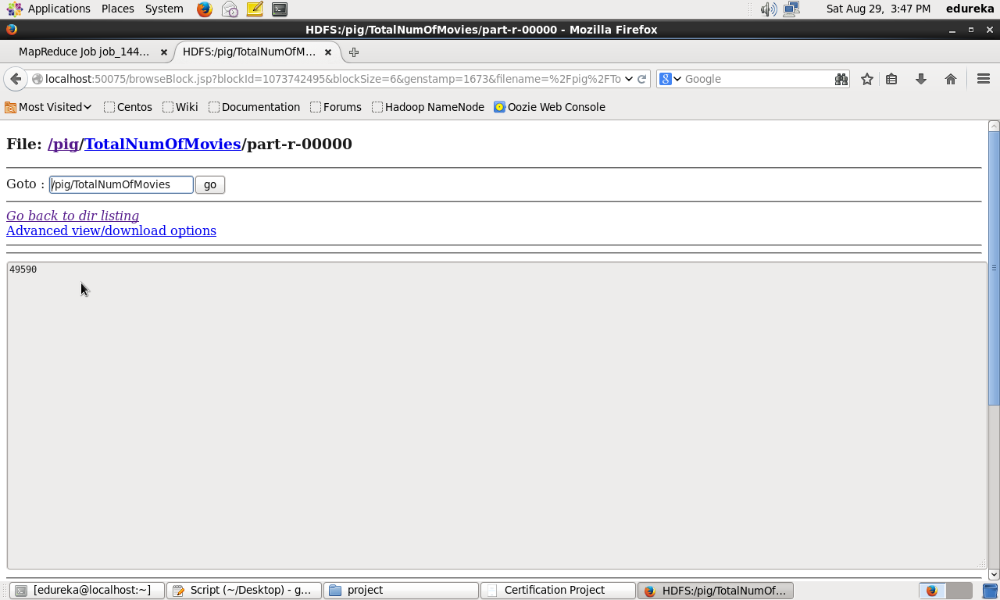 Applications Places System Sat Aug 29, 3:47 PM edureka
HDFS:/pig/TotalNumOfMovies/part-r-00000 - Mozilla Firefox
MapReduce Job job_144... HDFS:/pig/TotalNumOfM...
localhost:50075/browseBlock.jsp?blockId=1073742495&blockSize=6&genstamp=1673&filename=%2Fpig%2FTo Google
Most Visited Centos Wiki Documentation Forums Hadoop NameNode Oozie Web Console
File: /pig/TotalNumOfMovies/part-r-00000
Goto : /pig/TotalNumOfMovies go
Go back to dir listing
Advanced view/download options
49590
[edureka@localhost:~] Script (~/Desktop) - g... project Certification Project HDFS:/pig/TotalNumOf...